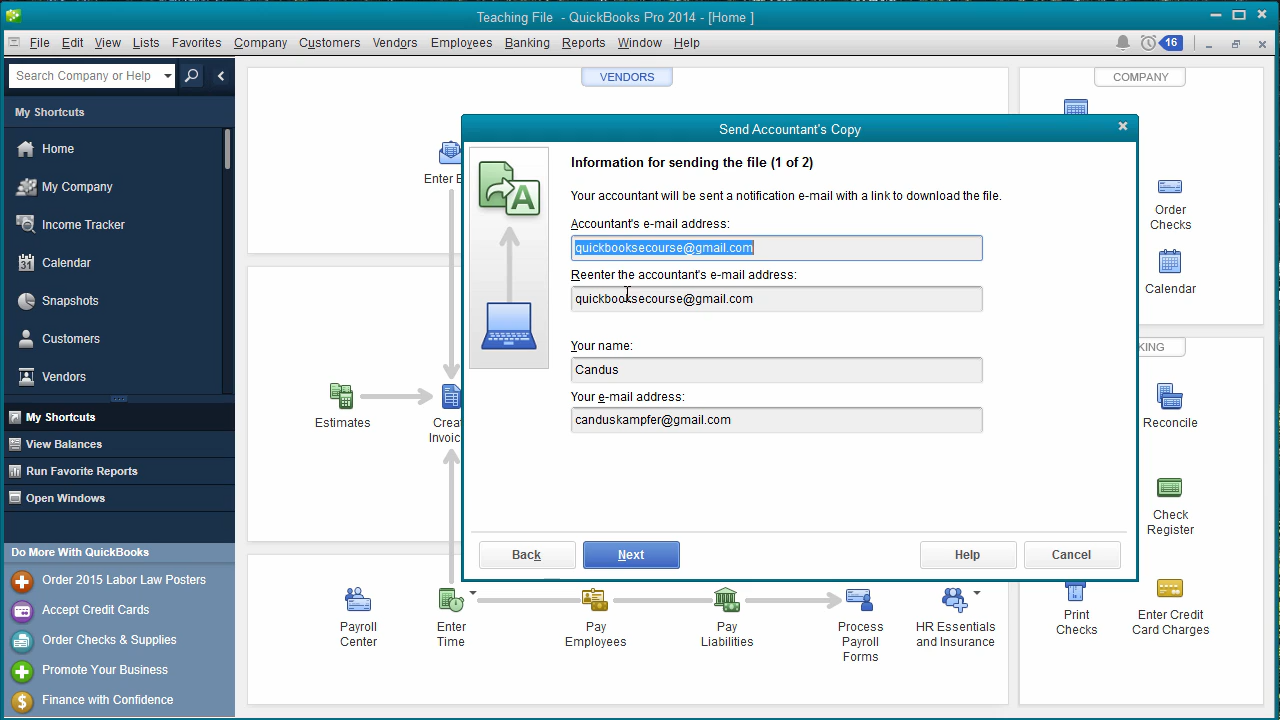 Teaching File - QuickBooks Pro 2014 - [Home ]
File Edit View Lists Favorites Company Customers Vendors Employees Banking Reports Window Help
16
Search Company or Help
My Shortcuts
Home
My Company
Income Tracker
31
Calendar
Snapshots
Customers
Vendors
My Shortcuts
View Balances
Run Favorite Reports
Open Windows
Do More With QuickBooks
Order 2015 Labor Law Posters
Accept Credit Cards
Order Checks & Supplies
Promote Your Business
Finance with Confidence
VENDORS
COMPANY
Enter B
Order
Checks
Calendar
Estimates
Creat
Invoic
KING
Reconcile
Check
Register
Print
Checks
Enter Credit
Card Charges
Payroll
Center
Enter
Time
Pay
Employees
Pay
Liabilities
Process
Payroll
Forms
HR Essentials
and Insurance
Send Accountant's Copy
A
Information for sending the file (1 of 2)
Your accountant will be sent a notification e-mail with a link to download the file.
Accountant's e-mail address:
quickbooksecourse@gmail.com
Reenter the accountant's e-mail address:
quickbooksecourse@gmail.com
Your name:
Candus
Your e-mail address:
canduskampfer@gmail.com
Back
Next
Help
Cancel